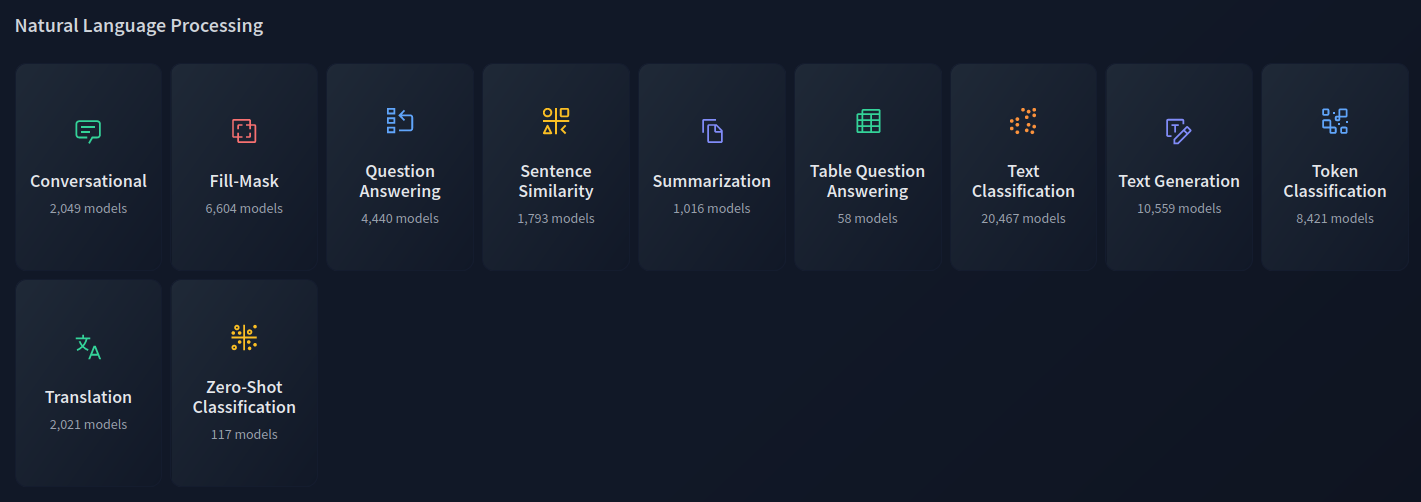 Natural Language Processing
Conversational
2,049 models
Fill-Mask
6,604 models
Question
Answering
4,440 models
Sentence
Similarity
1,793 models
Summarization
1,016 models
Table Question
Answering
58 models
Text
Classification
20,467 models
Text Generation
10,559 models
Token
Classification
8,421 models
Translation
2,021 models
Zero-Shot
Classification
117 models